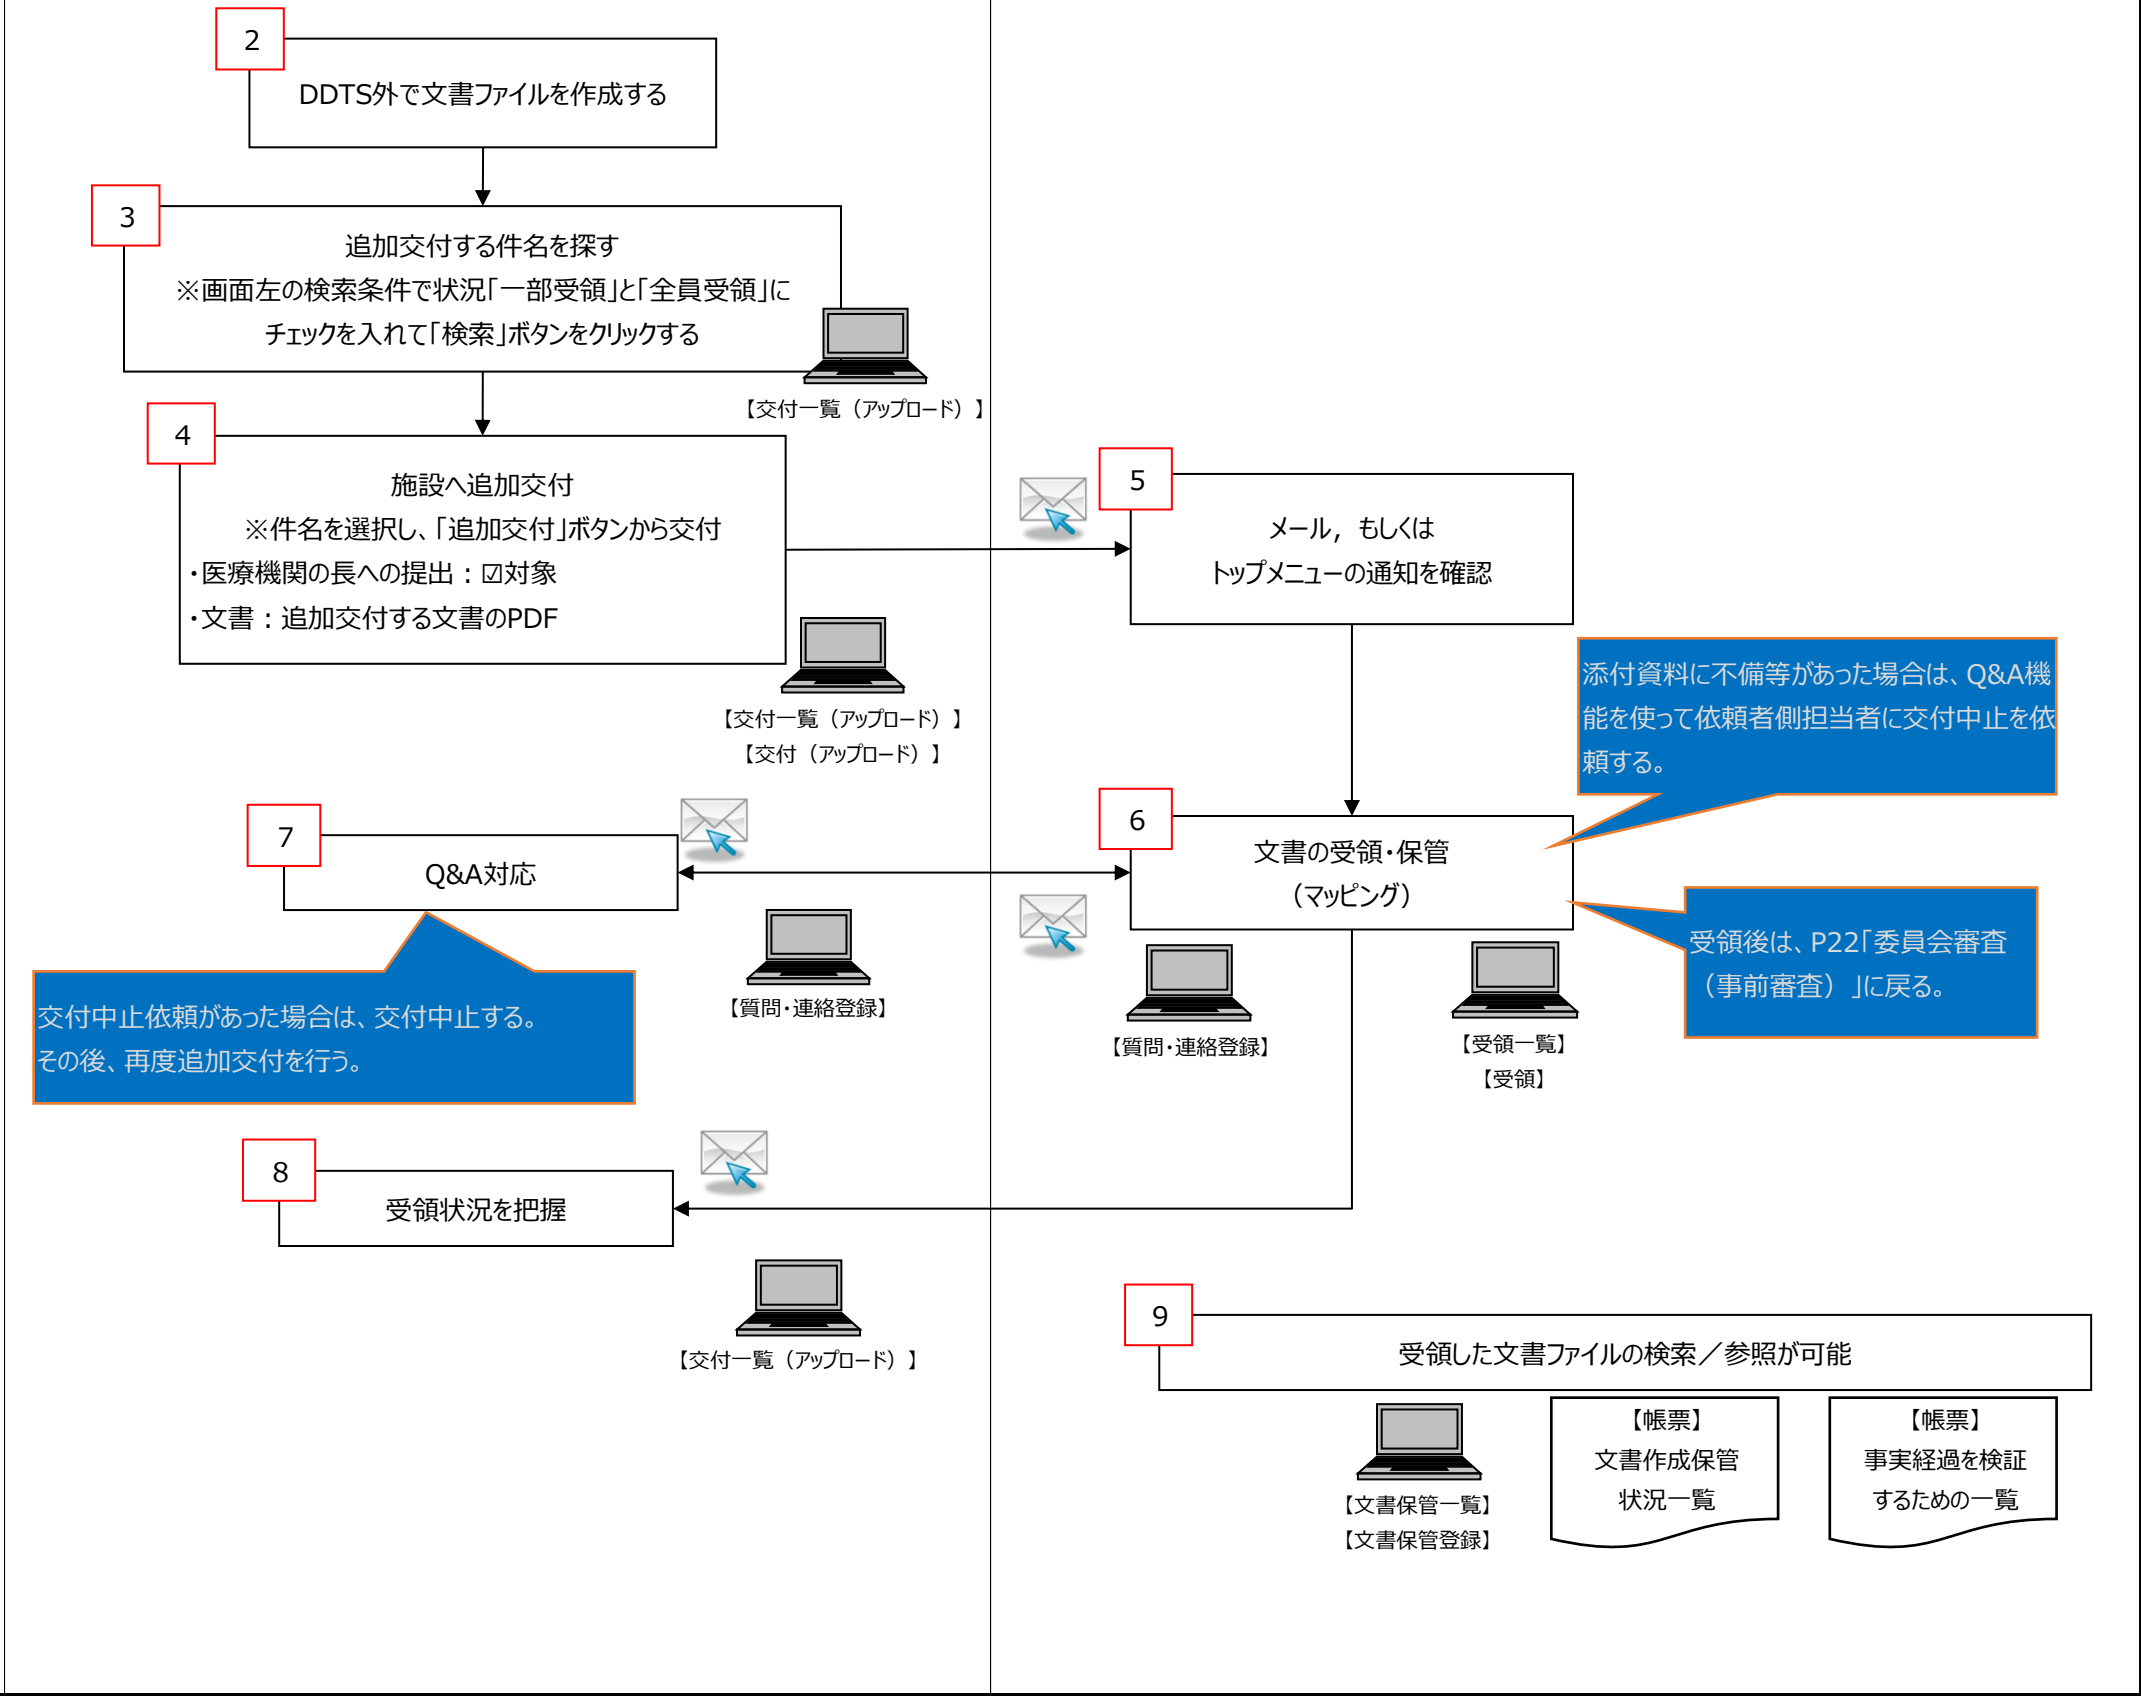 2
DDTS外で文書ファイルを作成する
3
追加交付する件名を探す
※画面左の検索条件で状況「一部受領」と「全員受領」に
チェックを入れて「検索」ボタンをクリックする
【交付一覧（アップロード）】
4
施設へ追加交付
※件名を選択し、「追加交付」ボタンから交付
・医療機関の長への提出：☑対象
・文書：追加交付する文書のPDF
【交付一覧（アップロード）】
【交付（アップロード）】
5
メール，もしくは
トップメニューの通知を確認
添付資料に不備等があった場合は、Q&A機
能を使って依頼者側担当者に交付中止を依
頼する。
6
文書の受領・保管
（マッピング）
受領後は、P22「委員会審査
（事前審査）」に戻る。
【質問・連絡登録】
【受領一覧】
【受領】
7
Q&A対応
【質問・連絡登録】
交付中止依頼があった場合は、交付中止する。
その後、再度追加交付を行う。
8
受領状況を把握
【交付一覧（アップロード）】
9
受領した文書ファイルの検索／参照が可能
【文書保管一覧】
【文書保管登録】
【帳票】
文書作成保管
状況一覧
【帳票】
事実経過を検証
するための一覧